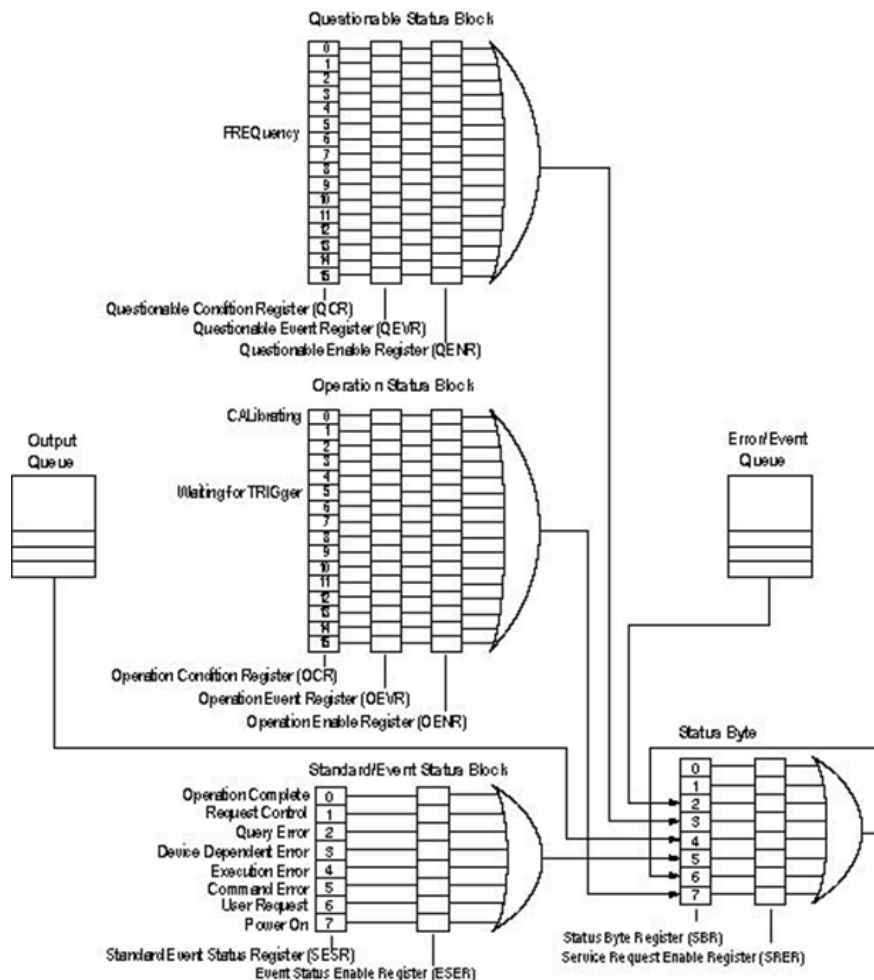 Questionable Status Block
0
1
2
3
4
5
FREQuency
6
7
8
9
10
11
12
13
14
15
Questionable Condition Register (QCR)
Questionable Event Register (QEVR)
Questionable Enable Register (QENR)
Operation Status Block
CALibrating
0
1
2
3
4
Waiting for TRIGger
5
6
7
8
9
10
11
12
13
14
15
Operation Condition Register (OCR)
Operation Event Register (OEVR)
Operation Enable Register (OENR)
Output
Queue
Error/Event
Queue
Standard/Event Status Block
Operation Complete 0
Request Control 1
Query Error 2
Device Dependent Error 3
Execution Error 4
Command Error 5
User Request 6
Power On 7
Standard Event Status Register (SESR)
Event Status Enable Register (ESER)
Status Byte
0
1
2
3
4
5
6
7
Status Byte Register (SBR)
Service Request Enable Register (SRER)